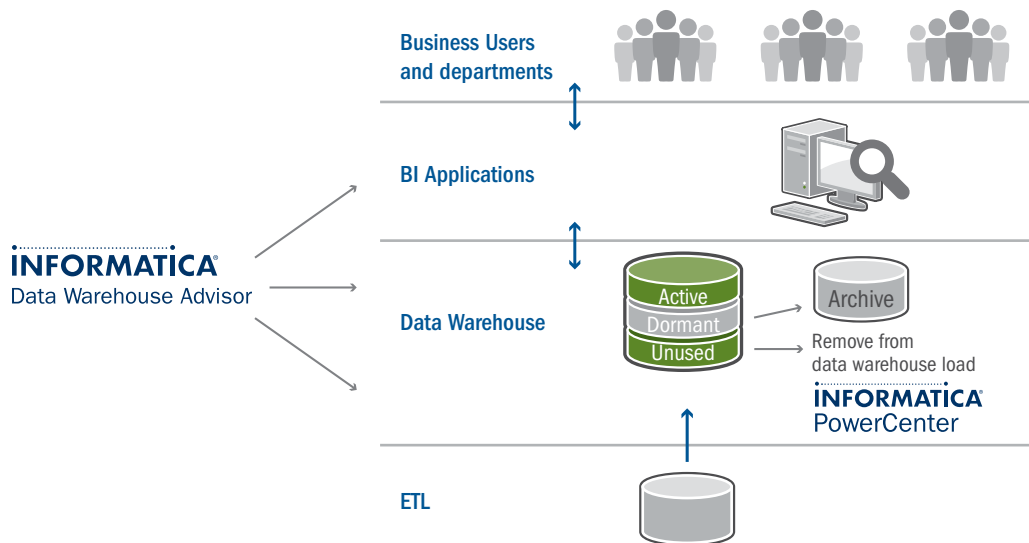 Business Users
and departments
BI Applications
INFORMATICA®
Data Warehouse Advisor
Data Warehouse
Active
Dormant
Unused
Archive
Remove from
data warehouse load
INFORMATICA®
PowerCenter
ETL